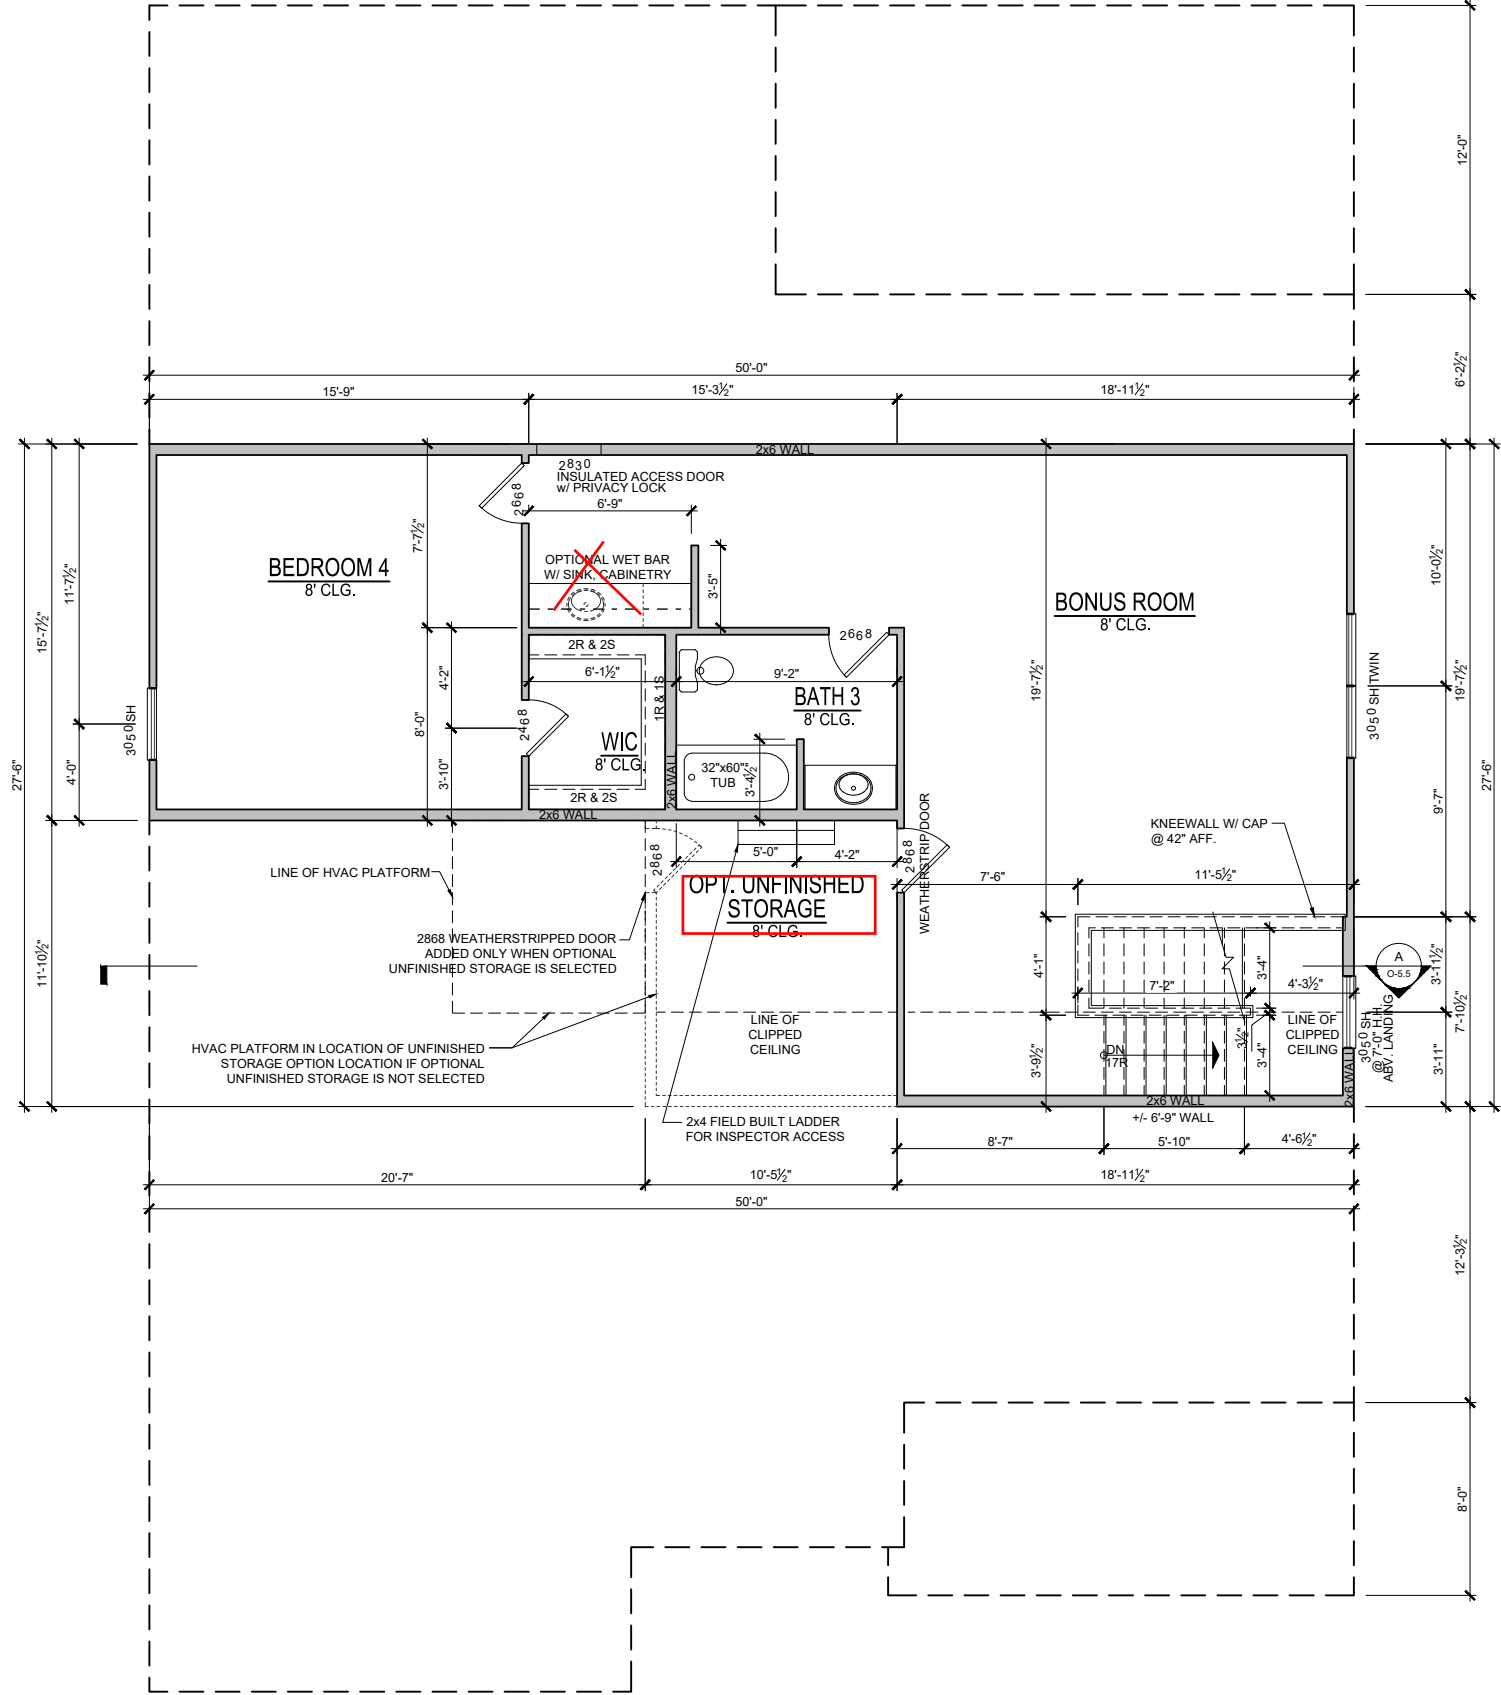 12'-0"
6'-2½"
50'-0"
15'-9"
15'-3½"
18'-11½"
2x6 WALL
2830
INSULATED ACCESS DOOR
w/ PRIVACY LOCK
6'-9"
2668
7'-7½"
OPTIONAL WET BAR
W/ SINK, CABINETRY
3'-5"
BEDROOM 4
8' CLG.
BONUS ROOM
8' CLG.
10'-0½"
11'-7½"
15'-7½"
27'-6"
4'-0"
3050 SH
2R & 2S
6'-1½"
1R & 1S
4'-2"
8'-0"
3'-10"
2468
WIC
8' CLG.
2R & 2S
2x6 WALL
2x6 WALL
2668
9'-2"
BATH 3
8' CLG.
32"x60"
TUB
3'-4½"
19'-7½"
3050 SH TWIN
19'-7½"
27'-6"
9'-7"
WEATHERSTRIP DOOR
2868
2868
5'-0"
4'-2"
KNEEWALL W/ CAP
@ 42" AFF.
7'-6"
11'-5½"
LINE OF HVAC PLATFORM
OPT. UNFINISHED
STORAGE
8' CLG.
2868 WEATHERSTRIPPED DOOR
ADDED ONLY WHEN OPTIONAL
UNFINISHED STORAGE IS SELECTED
11'-10½"
4'-1"
7'-2"
3'-4"
4'-3½"
A
O-5.5
3'-11½"
7'-10½"
3'-11"
3050 SH
@ 7'-0" H.H.
ABV. LANDING
HVAC PLATFORM IN LOCATION OF UNFINISHED
STORAGE OPTION LOCATION IF OPTIONAL
UNFINISHED STORAGE IS NOT SELECTED
LINE OF
CLIPPED
CEILING
LINE OF
CLIPPED
CEILING
3'-9½"
DN
17R
3½"
3'-4"
2x6 WALL
2x6 WALL
+/- 6'-9" WALL
2x4 FIELD BUILT LADDER
FOR INSPECTOR ACCESS
8'-7"
5'-10"
4'-6½"
20'-7"
10'-5½"
18'-11½"
50'-0"
12'-3½"
8'-0"